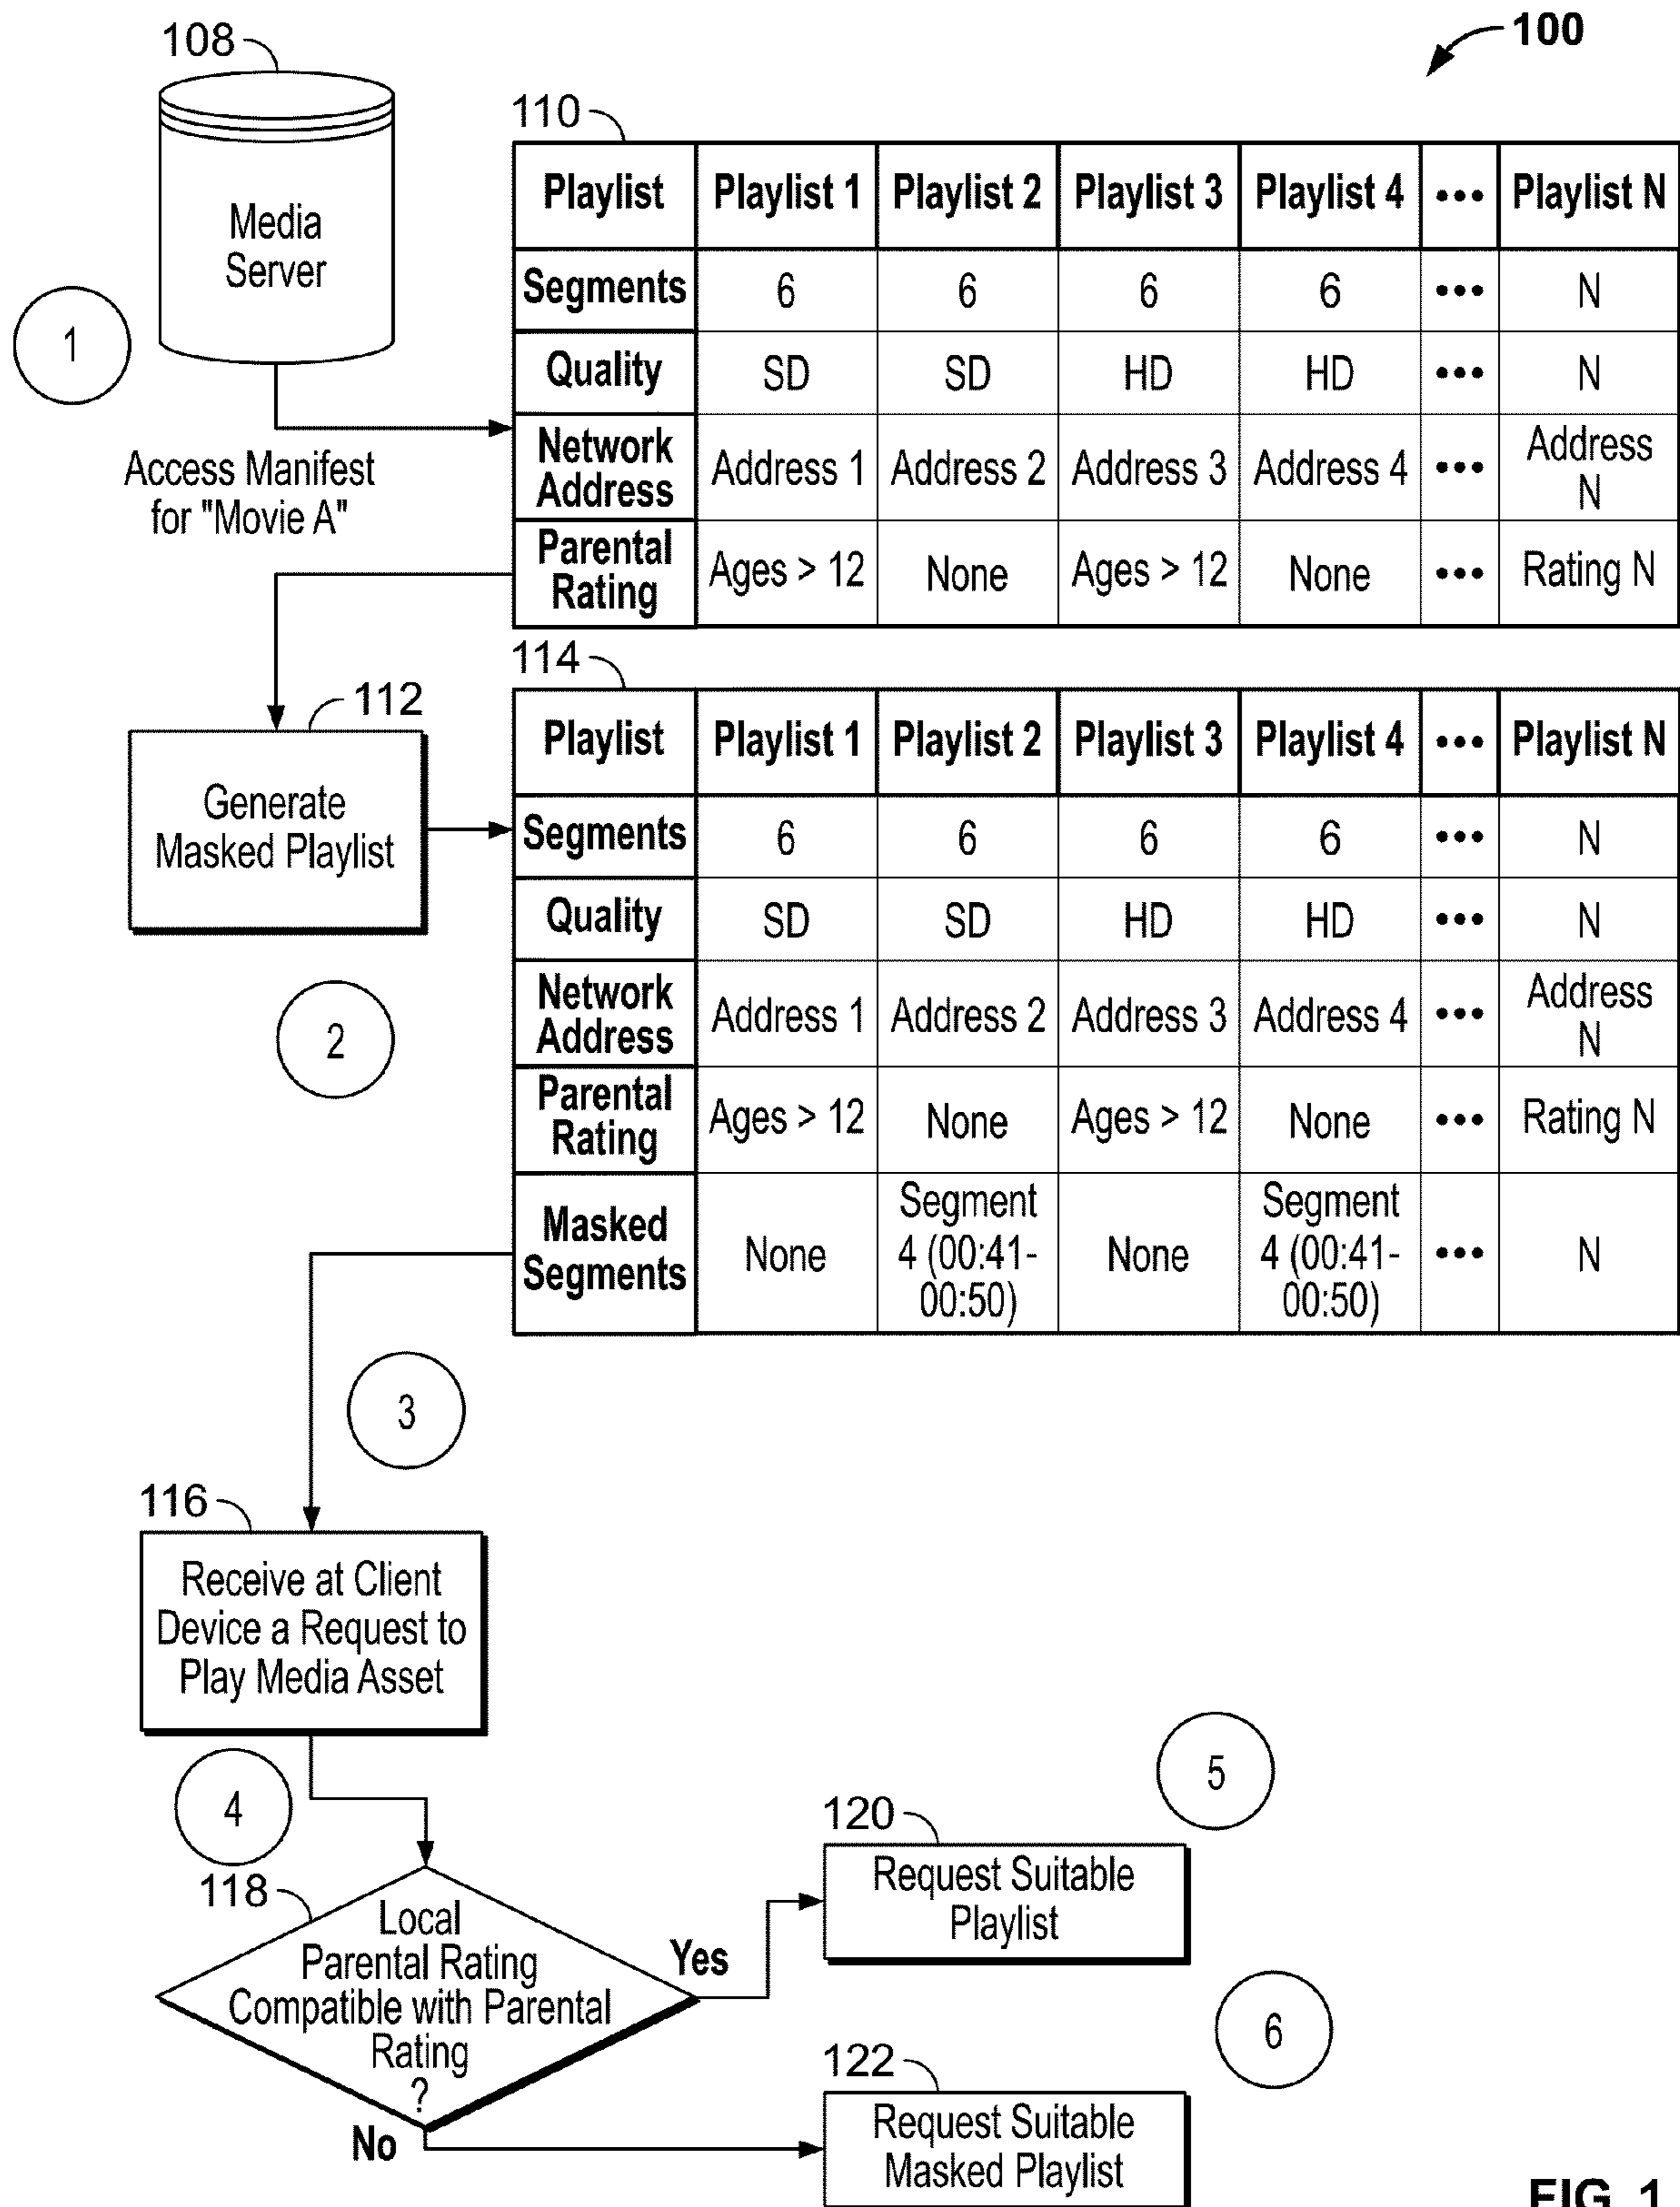 100
108
Media
Server
1
Access Manifest
for "Movie A"
110
Playlist Playlist 1 Playlist 2 Playlist 3 Playlist 4 ••• Playlist N
Segments 6 6 6 6 ••• N
Quality SD SD HD HD ••• N
Network
Address Address 1 Address 2 Address 3 Address 4 ••• Address
N
Parental
Rating Ages > 12 None Ages > 12 None ••• Rating N
112
Generate
Masked Playlist
2
114
Playlist Playlist 1 Playlist 2 Playlist 3 Playlist 4 ••• Playlist N
Segments 6 6 6 6 ••• N
Quality SD SD HD HD ••• N
Network
Address Address 1 Address 2 Address 3 Address 4 ••• Address
N
Parental
Rating Ages > 12 None Ages > 12 None ••• Rating N
Masked
Segments None Segment
4 (00:41-
00:50) None Segment
4 (00:41-
00:50) ••• N
3
116
Receive at Client
Device a Request to
Play Media Asset
4
118
Local
Parental Rating
Compatible with Parental
Rating
?
Yes
No
5
120
Request Suitable
Playlist
6
122
Request Suitable
Masked Playlist
FIG. 1